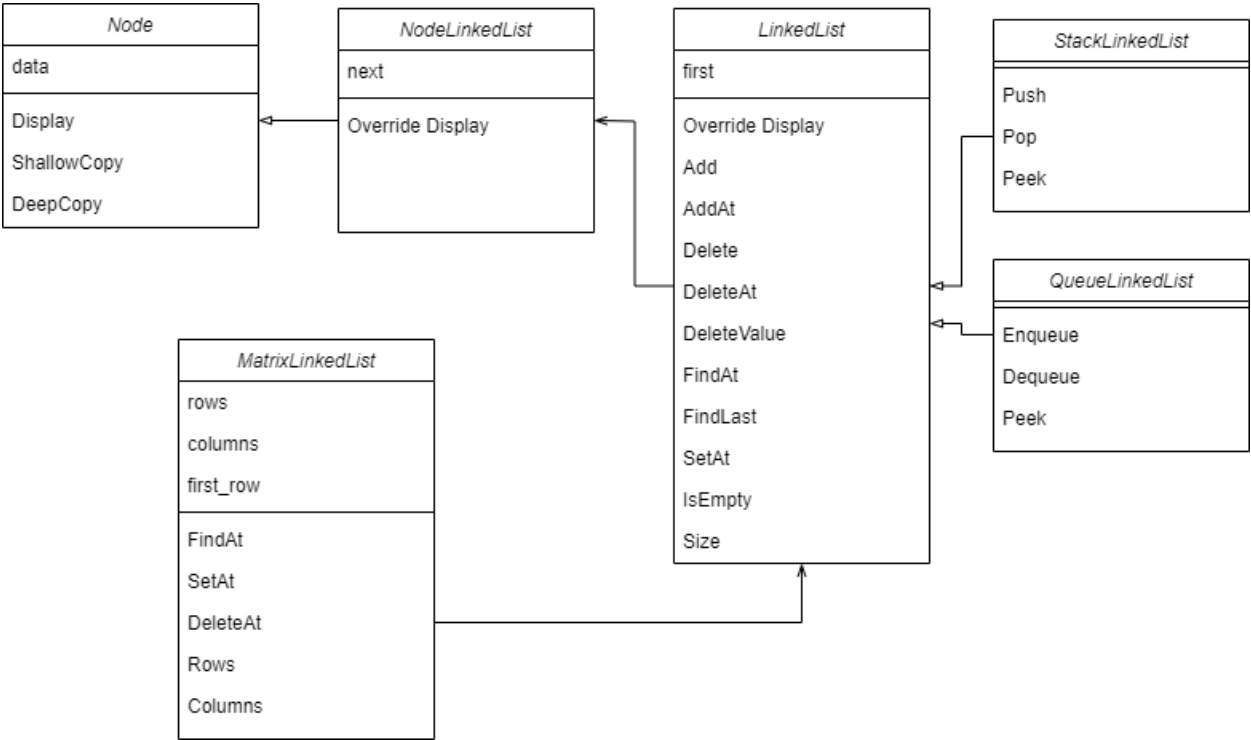 Node
data
Display
ShallowCopy
DeepCopy
NodeLinkedList
next
Override Display
LinkedList
first
Override Display
Add
AddAt
Delete
DeleteAt
DeleteValue
FindAt
FindLast
SetAt
IsEmpty
Size
StackLinkedList
Push
Pop
Peek
QueueLinkedList
Enqueue
Dequeue
Peek
MatrixLinkedList
rows
columns
first_row
FindAt
SetAt
DeleteAt
Rows
Columns